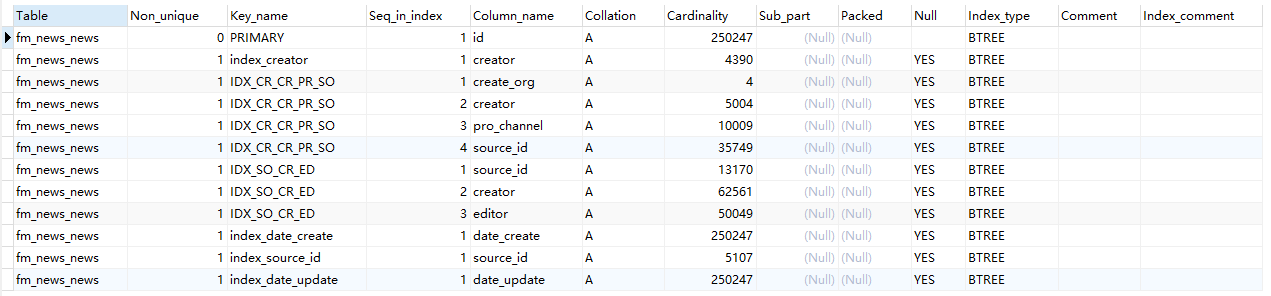 Table Non_unique Key_name Seq_in_index Column_name Collation Cardinality Sub_part Packed Null Index_type Comment Index_comment
fm_news_news 0 PRIMARY 1 id A 250247 (Null) (Null) BTREE
fm_news_news 1 index_creator 1 creator A 4390 (Null) (Null) YES BTREE
fm_news_news 1 IDX_CR_CR_PR_SO 1 create_org A 4 (Null) (Null) YES BTREE
fm_news_news 1 IDX_CR_CR_PR_SO 2 creator A 5004 (Null) (Null) YES BTREE
fm_news_news 1 IDX_CR_CR_PR_SO 3 pro_channel A 10009 (Null) (Null) YES BTREE
fm_news_news 1 IDX_CR_CR_PR_SO 4 source_id A 35749 (Null) (Null) YES BTREE
fm_news_news 1 IDX_SO_CR_ED 1 source_id A 13170 (Null) (Null) YES BTREE
fm_news_news 1 IDX_SO_CR_ED 2 creator A 62561 (Null) (Null) YES BTREE
fm_news_news 1 IDX_SO_CR_ED 3 editor A 50049 (Null) (Null) YES BTREE
fm_news_news 1 index_date_create 1 date_create A 250247 (Null) (Null) YES BTREE
fm_news_news 1 index_source_id 1 source_id A 5107 (Null) (Null) YES BTREE
fm_news_news 1 index_date_update 1 date_update A 250247 (Null) (Null) YES BTREE